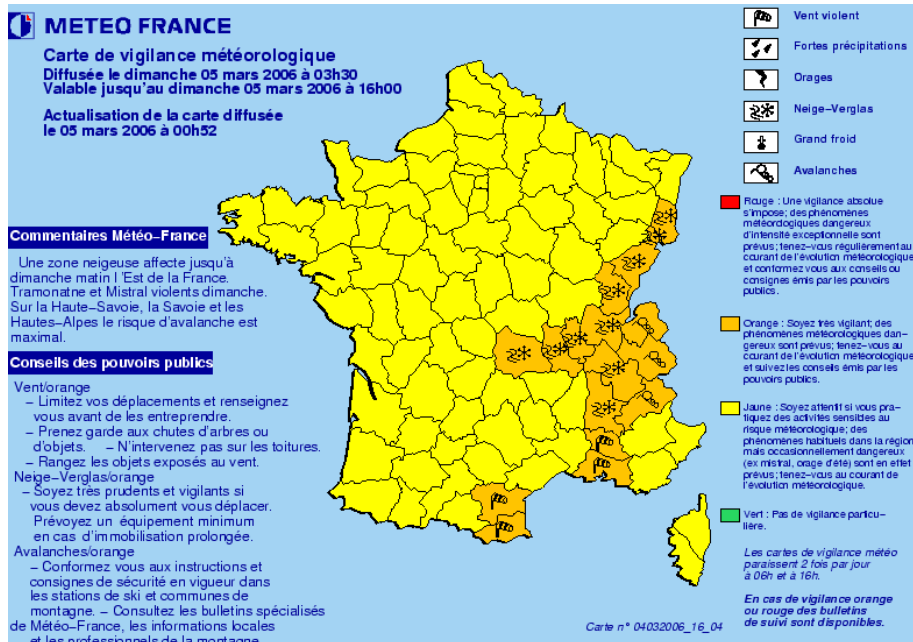 METEO FRANCE
Carte de vigilance météorologique
Diffusée le dimanche 05 mars 2006 à 03h30
Valable jusqu'au dimanche 05 mars 2006 à 16h00
Actualisation de la carte diffusée
le 05 mars 2006 à 00h52
Commentaires Météo–France
Une zone neigeuse affecte jusqu'à
dimanche matin l 'Est de la France.
Tramonatne et Mistral violents dimanche.
Sur la Haute–Savoie, la Savoie et les
Hautes–Alpes le risque d'avalanche est
maximal.
Conseils des pouvoirs publics
Vent/orange
– Limitez vos déplacements et renseignez
vous avant de les entreprendre.
– Prenez garde aux chutes d'arbres ou
d'objets. – N'intervenez pas sur les toitures.
– Rangez les objets exposés au vent.
Neige–Verglas/orange
– Soyez très prudents et vigilants si
vous devez absolument vous déplacer.
Prévoyez un équipement minimum
en cas d'immobilisation prolongée.
Avalanches/orange
– Conformez vous aux instructions et
consignes de sécurité en vigueur dans
les stations de ski et communes de
montagne. – Consultez les bulletins spécialisés
de Météo–France, les informations locales
et les professionnels de la montagne
Vent violent
Fortes précipitations
Orages
Neige–Verglas
Grand froid
Avalanches
Rouge : Une vigilance absolue
s'impose; des phénomènes
météorologiques dangereux
d'intensité exceptionnelle sont
prévus; tenez–vous régulièrement au
courant de l'évolution météorologique
et conformez vous aux conseils ou
consignes émis par les pouvoirs
publics.
Orange : Soyez très vigilant; des
phénomènes météorologiques dan–
gereux sont prévus; tenez–vous au
courant de l'évolution météorologique
et suivez les conseils émis par les
pouvoirs publics.
Jaune : Soyez attentif si vous pra–
tiquez des activités sensibles au
risque météorologique; des
phénomènes habituels dans la région
mais occasionnellement dangereux
(ex mistral, orage d'été) sont en effet
prévus; tenez–vous au courant de
l'évolution météorologique.
Vert : Pas de vigilance particu–
lière.
Les cartes de vigilance météo
paraissent 2 fois par jour
à 06h et à 16h.
En cas de vigilance orange
ou rouge des bulletins
de suivi sont disponibles.
Carte n° 04032006_16_04